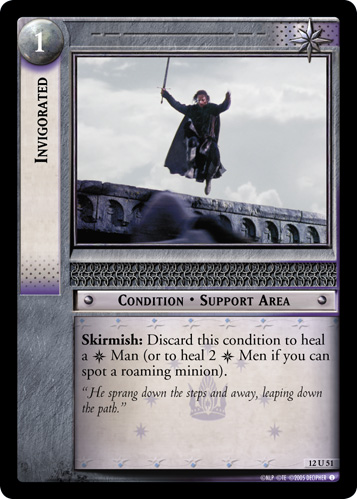 1
INVIGORATED
CONDITION • SUPPORT AREA
Skirmish: Discard this condition to heal
a Man (or to heal 2 Men if you can
spot a roaming minion).
"He sprang down the steps and away, leaping down
the path."
12 U 51
©NLP ©TE ©2005 DECIPHER